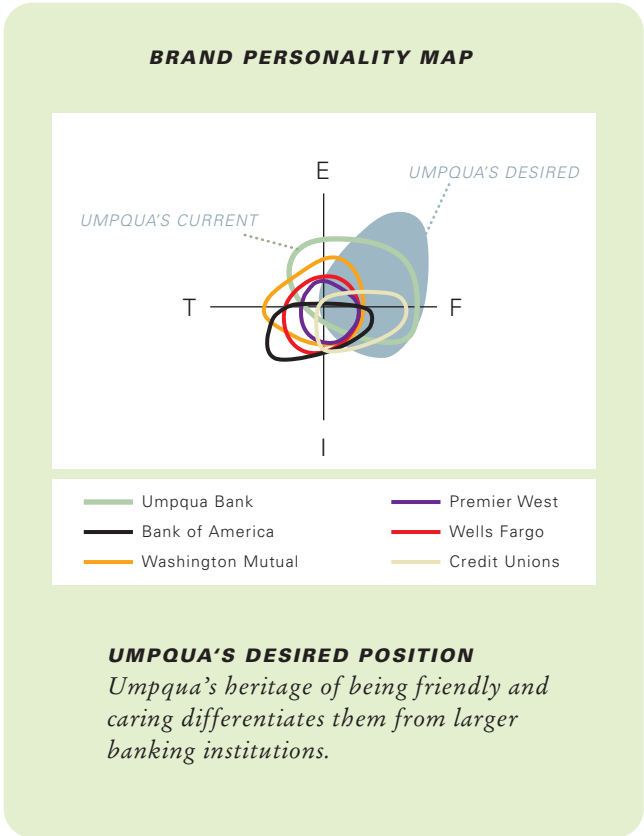 BRAND PERSONALITY MAP
E
UMPQUA'S DESIRED
UMPQUA'S CURRENT
T
F
I
Umpqua Bank
Bank of America
Washington Mutual
Premier West
Wells Fargo
Credit Unions
UMPQUA‘S DESIRED POSITION
Umpqua's heritage of being friendly and
caring differentiates them from larger
banking institutions.